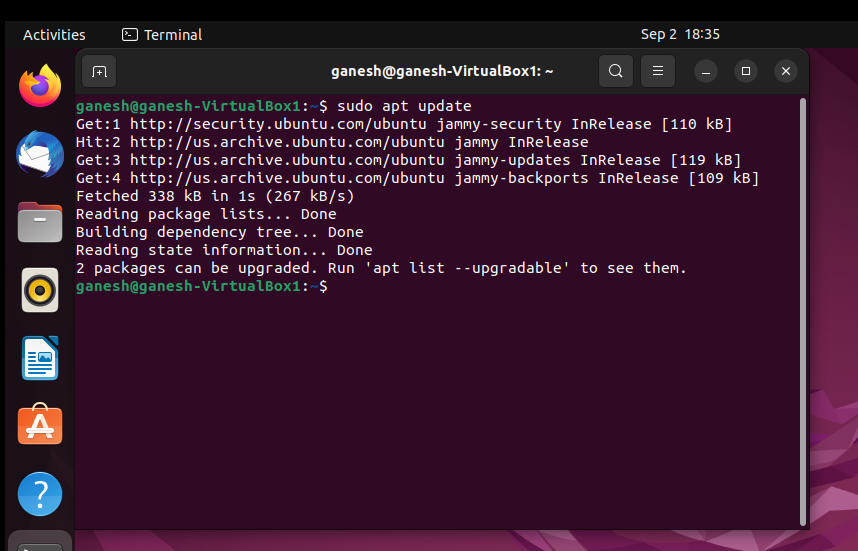 Activities Terminal Sep 2 18:35
ganesh@ganesh-VirtualBox1: ~
ganesh@ganesh-VirtualBox1:~$ sudo apt update
Get:1 http://security.ubuntu.com/ubuntu jammy-security InRelease [110 kB]
Hit:2 http://us.archive.ubuntu.com/ubuntu jammy InRelease
Get:3 http://us.archive.ubuntu.com/ubuntu jammy-updates InRelease [119 kB]
Get:4 http://us.archive.ubuntu.com/ubuntu jammy-backports InRelease [109 kB]
Fetched 338 kB in 1s (267 kB/s)
Reading package lists... Done
Building dependency tree... Done
Reading state information... Done
2 packages can be upgraded. Run 'apt list --upgradable' to see them.
ganesh@ganesh-VirtualBox1:~$